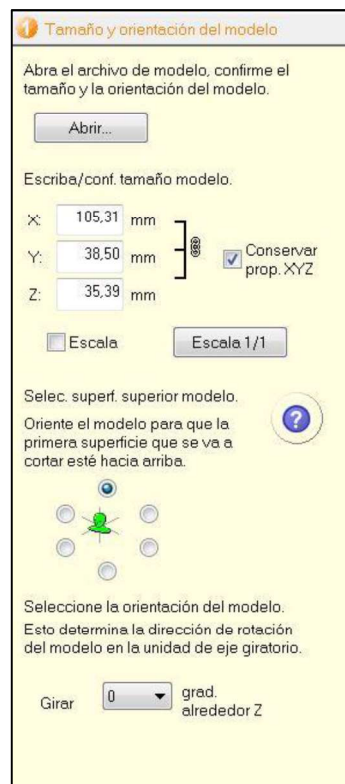 1 Tamaño y orientación del modelo
Abra el archivo de modelo, confirme el
tamaño y la orientación del modelo.
Abrir...
Escriba/conf. tamaño modelo.
X: 105,31 mm
Y: 38,50 mm
Z: 35,39 mm
Conservar
prop. XYZ
Escala
Escala 1/1
Selec. superf. superior modelo.
Oriente el modelo para que la
primera superficie que se va a
cortar esté hacia arriba.
?
Seleccione la orientación del modelo.
Esto determina la dirección de rotación
del modelo en la unidad de eje giratorio.
Girar 0 grad.
alrededor Z